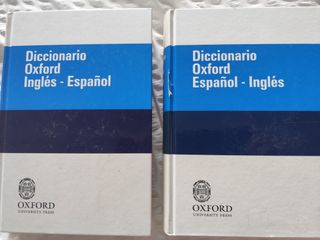 Diccionario
Oxford
Inglés - Español
OXFORD
UNIVERSITY PRESS
Diccionario
Oxford
Español - Inglés
OXFORD
UNIVERSITY PRESS